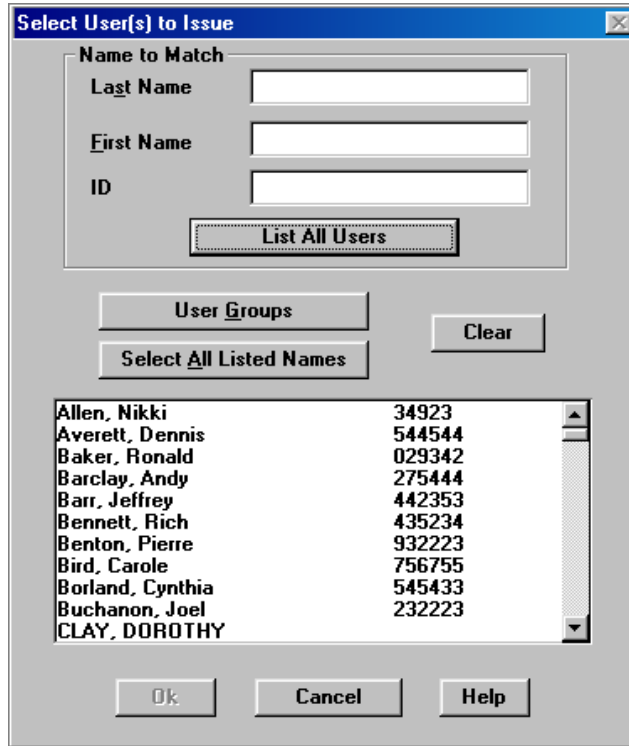 Select User(s) to Issue
Name to Match
Last Name
First Name
ID
List All Users
User Groups
Clear
Select All Listed Names
Allen, Nikki 34923
Averett, Dennis 544544
Baker, Ronald 029342
Barclay, Andy 275444
Barr, Jeffrey 442353
Bennett, Rich 435234
Benton, Pierre 932223
Bird, Carole 756755
Borland, Cynthia 545433
Buchanon, Joel 232223
CLAY, DOROTHY
Ok Cancel Help